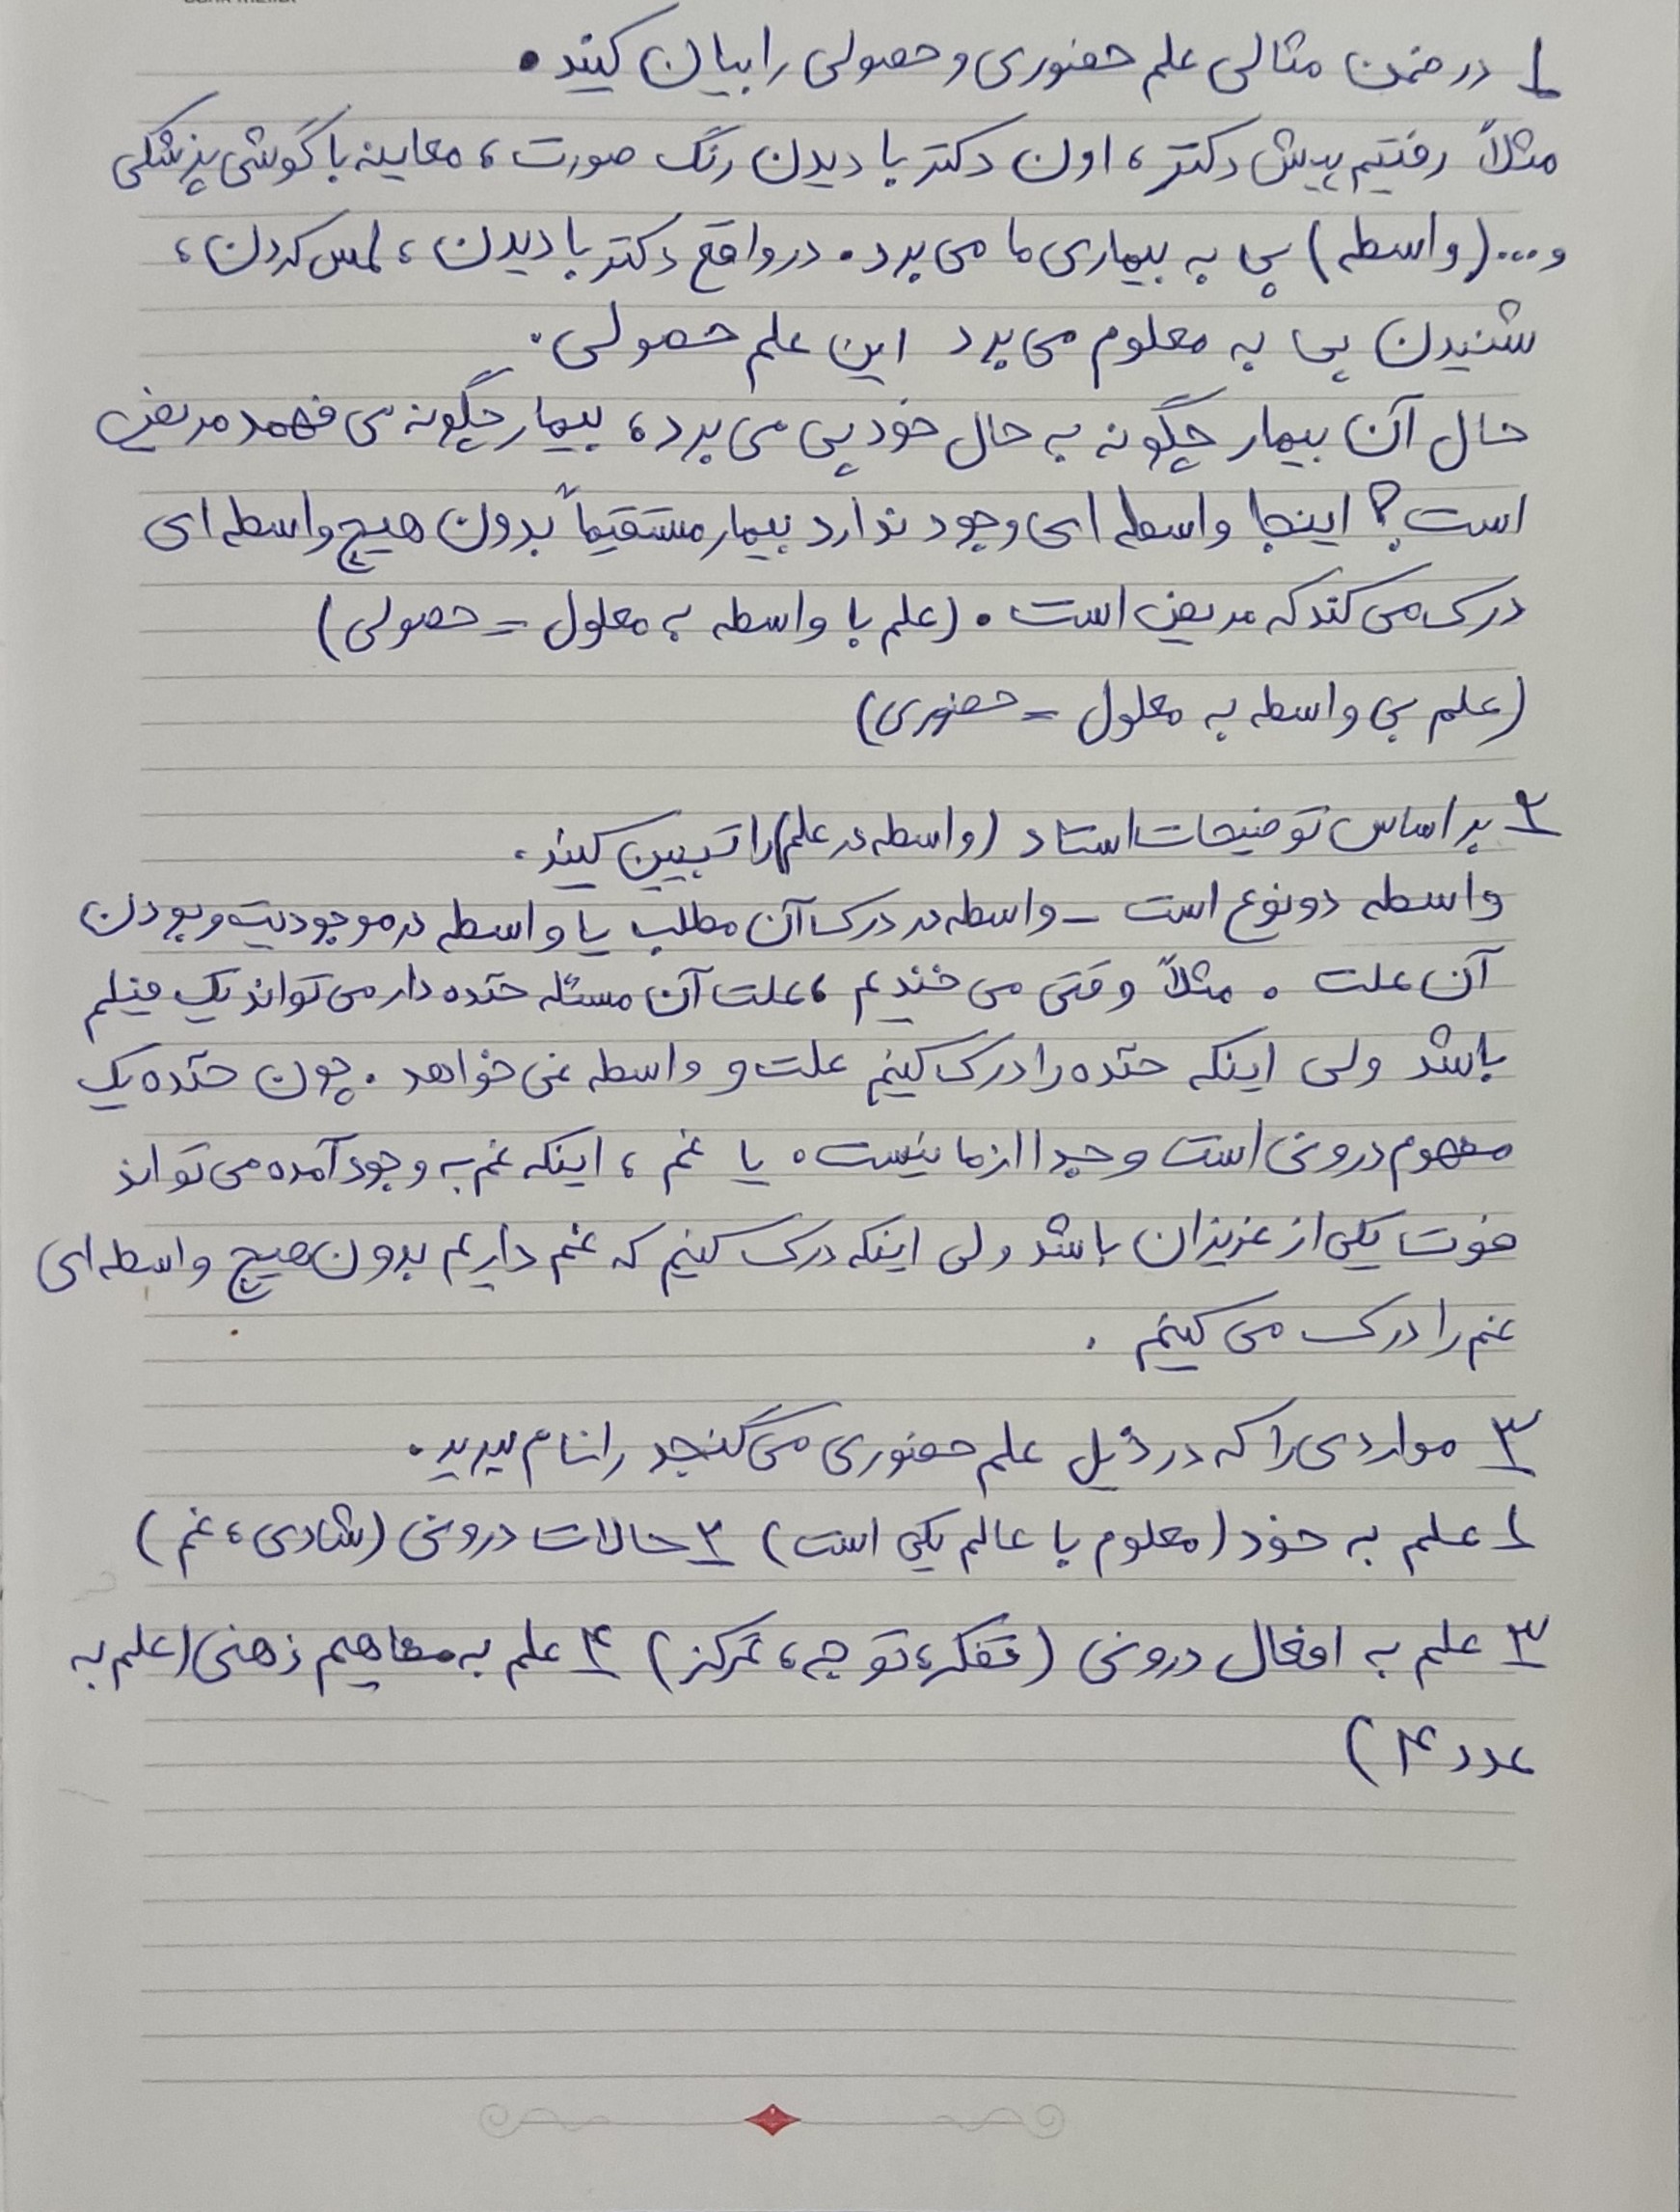 ۱ در ضمن مثالی علم حضوری و حصولی را بیان کنید.
مثلاً رفتیم پیش دکتر، اون دکتر با دیدن رنگ صورت، معاینه با گوشی پزشکی
و...(واسطه) پی به بیماری ما می برد. در واقع دکتر با دیدن، لمس کردن،
شنیدن پی به معلوم می برد این علم حصولی.
حال آن بیمار چگونه به حال خود پی می برد، بیمار چگونه می فهمد مریض
است؟ اینجا واسطه ای وجود ندارد بیمار مستقیماً بدون هیچ واسطه ای
درک می کند که مریض است. (علم با واسطه به معلول = حصولی)
(علم بی واسطه به معلول = حضوری)
۲ بر اساس توضیحات استاد (واسطه در علم) را تبیین کنید.
واسطه دو نوع است - واسطه در درک آن مطلب یا واسطه در موجودیت و بودن
آن علت. مثلاً وقتی می خندیم، علت آن مسئله خنده دار می تواند یک فیلم
باشد ولی اینکه خنده را درک کنیم علت و واسطه نمی خواهد. چون خنده یک
مفهوم درونی است و جدا از ما نیست. یا غم، اینکه غم به وجود آمده می تواند
فوت یکی از عزیزان باشد ولی اینکه درک کنیم که غم داریم بدون هیچ واسطه ای
غم را درک می کنیم.
۳ مواردی را که در ذیل علم حضوری می گنجد را نام ببرید.
۱ علم به خود (معلوم با عالم یکی است) ۲ حالات درونی (شادی، غم)
۳ علم به افعال درونی (تفکر، توجه، تمرکز) ۴ علم به مفاهیم ذهنی (علم به
عدد ۴)